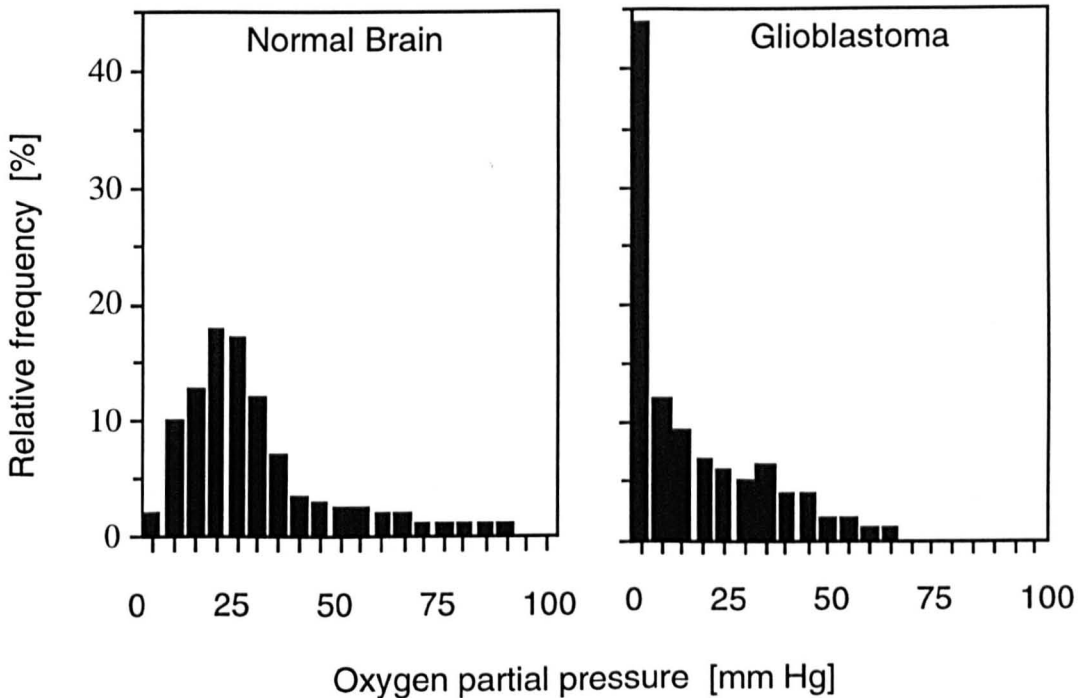 Normal Brain
Glioblastoma
40
30
20
10
0
Relative frequency [%]
0 25 50 75 100
0 25 50 75 100
Oxygen partial pressure [mm Hg]